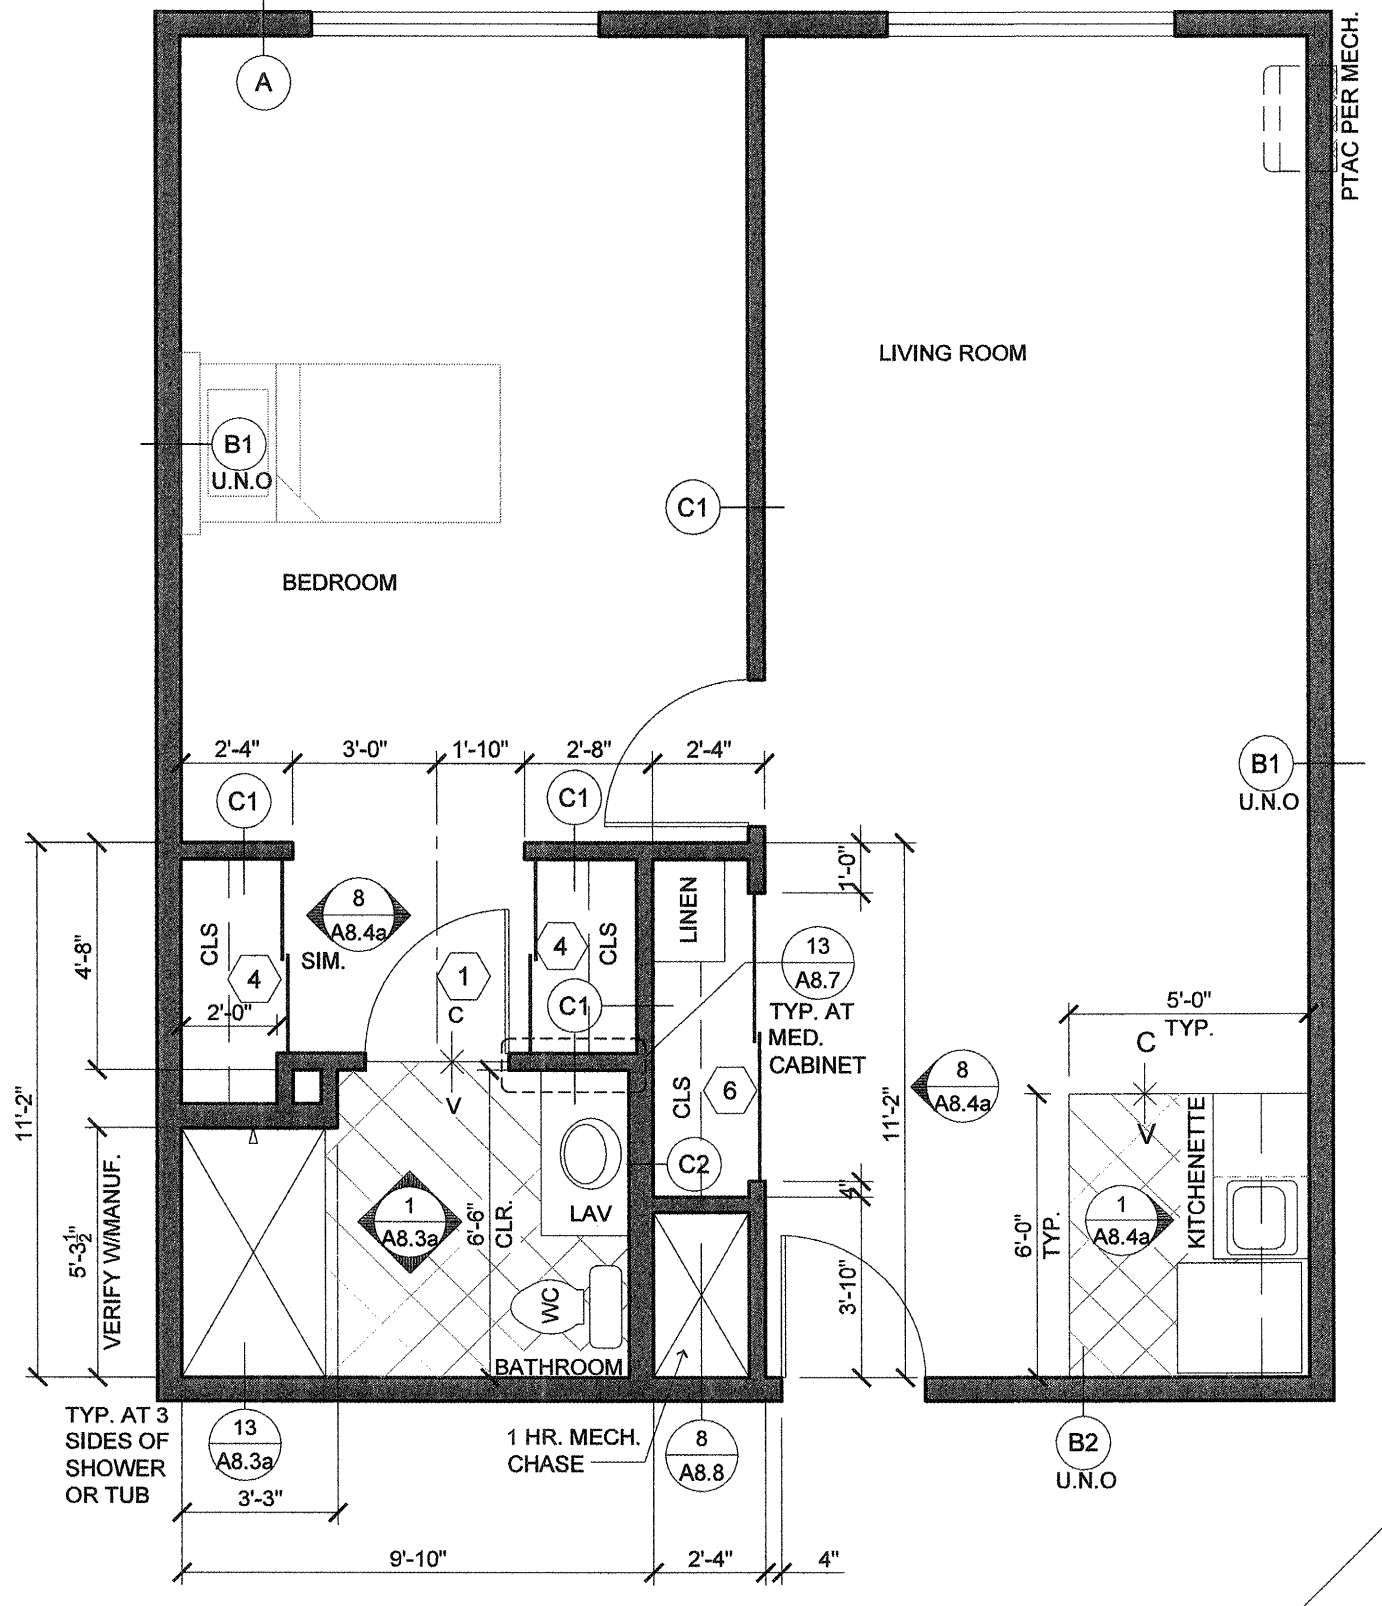 A
PTAC PER MECH.
LIVING ROOM
B1
U.N.O
C1
BEDROOM
2'-4"
3'-0"
1'-10"
2'-8"
2'-4"
B1
U.N.O
C1
C1
1'-0"
8
A8.4a
SIM.
CLS
4
2'-0"
4'-8"
11'-2"
1
C
V
4
CLS
C1
LINEN
13
A8.7
TYP. AT
MED.
CABINET
CLS
6
C2
8
A8.4a
11'-2"
5'-0"
TYP.
C
V
KITCHENETTE
1
A8.4a
6'-0"
TYP.
4"
3'-10"
5'-3½"
VERIFY W/MANUF.
1
A8.3a
6'-6"
CLR.
LAV
WC
BATHROOM
TYP. AT 3
SIDES OF
SHOWER
OR TUB
13
A8.3a
3'-3"
1 HR. MECH.
CHASE
8
A8.8
B2
U.N.O
9'-10"
2'-4"
4"